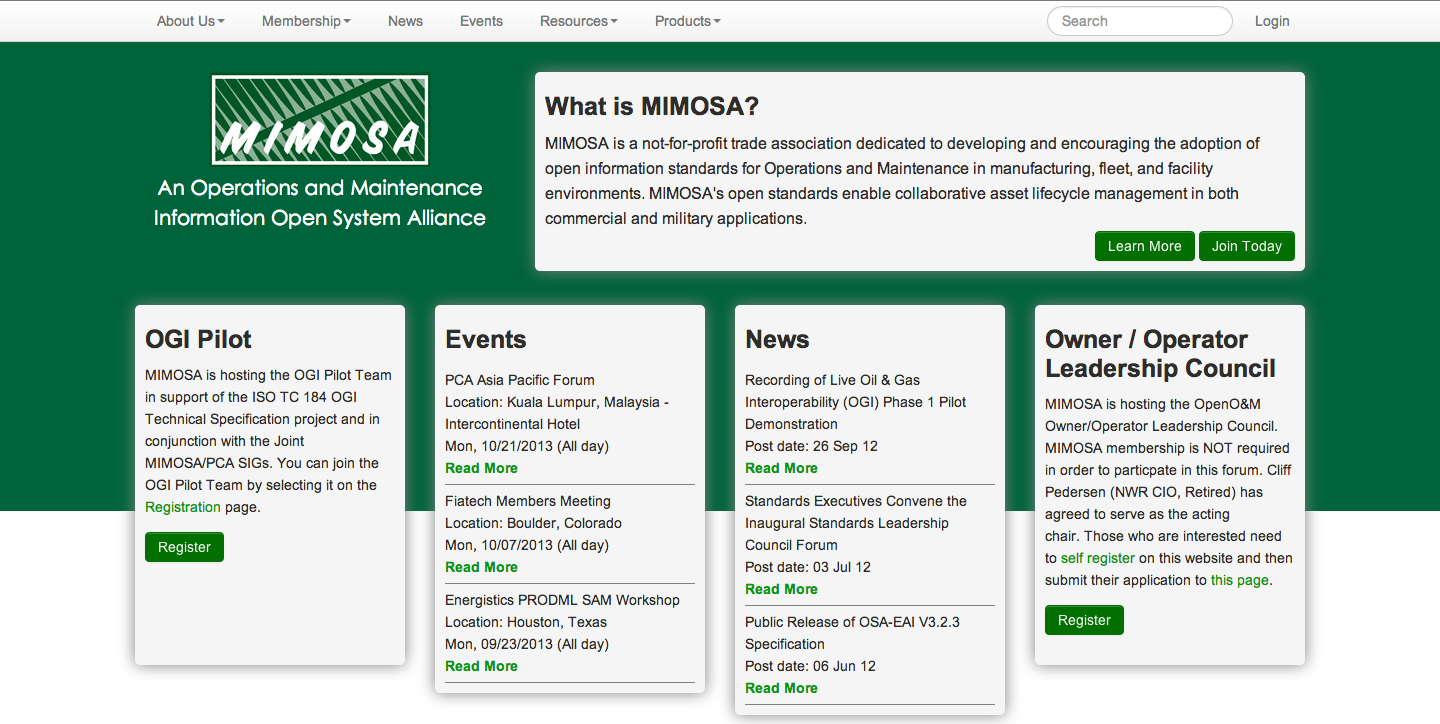 About Us Membership News Events Resources Products Search Login
MIMOSA
An Operations and Maintenance
Information Open System Alliance
What is MIMOSA?
MIMOSA is a not-for-profit trade association dedicated to developing and encouraging the adoption of
open information standards for Operations and Maintenance in manufacturing, fleet, and facility
environments. MIMOSA's open standards enable collaborative asset lifecycle management in both
commercial and military applications.
Learn More Join Today
OGI Pilot
MIMOSA is hosting the OGI Pilot Team
in support of the ISO TC 184 OGI
Technical Specification project and in
conjunction with the Joint
MIMOSA/PCA SIGs. You can join the
OGI Pilot Team by selecting it on the
Registration page.
Register
Events
PCA Asia Pacific Forum
Location: Kuala Lumpur, Malaysia -
Intercontinental Hotel
Mon, 10/21/2013 (All day)
Read More
Fiatech Members Meeting
Location: Boulder, Colorado
Mon, 10/07/2013 (All day)
Read More
Energistics PRODML SAM Workshop
Location: Houston, Texas
Mon, 09/23/2013 (All day)
Read More
News
Recording of Live Oil & Gas
Interoperability (OGI) Phase 1 Pilot
Demonstration
Post date: 26 Sep 12
Read More
Standards Executives Convene the
Inaugural Standards Leadership
Council Forum
Post date: 03 Jul 12
Read More
Public Release of OSA-EAI V3.2.3
Specification
Post date: 06 Jun 12
Read More
Owner / Operator
Leadership Council
MIMOSA is hosting the OpenO&M
Owner/Operator Leadership Council.
MIMOSA membership is NOT required
in order to particpate in this forum. Cliff
Pedersen (NWR CIO, Retired) has
agreed to serve as the acting
chair. Those who are interested need
to self register on this website and then
submit their application to this page.
Register